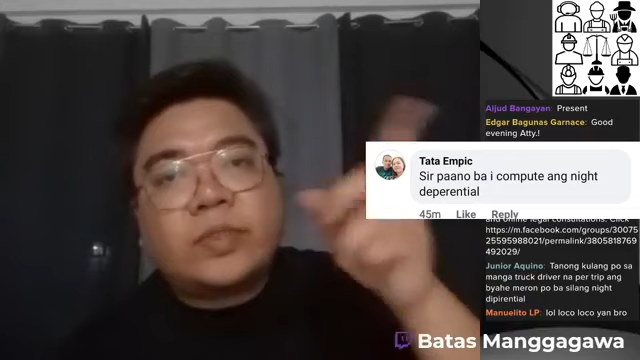 Aljud Bangayan: Present
Edgar Bagunas Garnace: Good
evening Atty.!
Tata Empic
Sir paano ba i compute ang night
deperential
45m Like Reply
and online legal consultations. Click
https://m.facebook.com/groups/30075
25595988021/permalink/3805818769
492029/
Junior Aquino: Tanong kulang po sa
manga truck driver na per trip ang
byahe meron po ba silang night
dipirential
Manuelito LP: lol loco loco yan bro
Batas Manggagawa